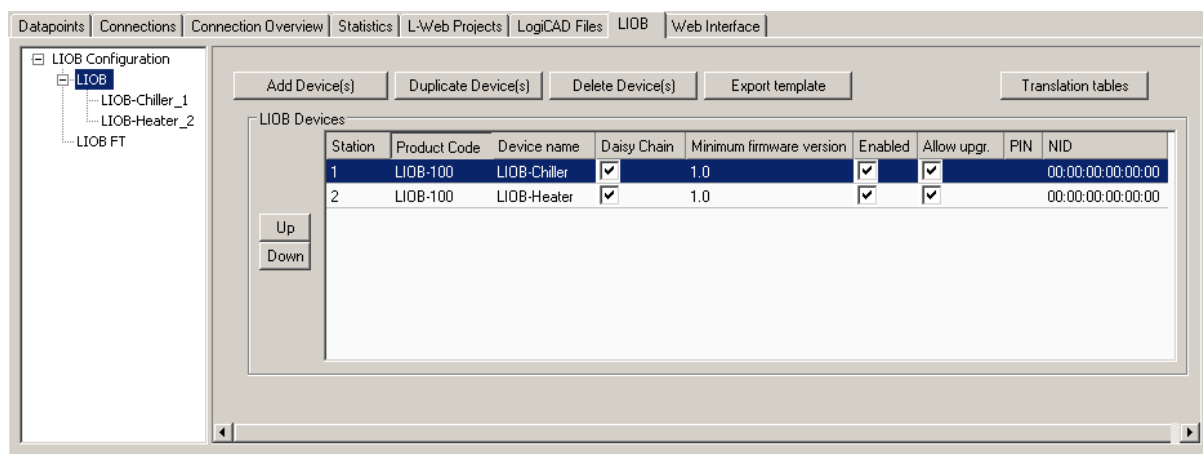 Datapoints Connections Connection Overview Statistics L-Web Projects LogiCAD Files LIOB Web Interface
LIOB Configuration
LIOB
LIOB-Chiller_1
LIOB-Heater_2
LIOB FT
Add Device(s) Duplicate Device(s) Delete Device(s) Export template Translation tables
LIOB Devices
Station Product Code Device name Daisy Chain Minimum firmware version Enabled Allow upgr. PIN NID
1 LIOB-100 LIOB-Chiller 1.0 00:00:00:00:00:00
2 LIOB-100 LIOB-Heater 1.0 00:00:00:00:00:00
Up
Down